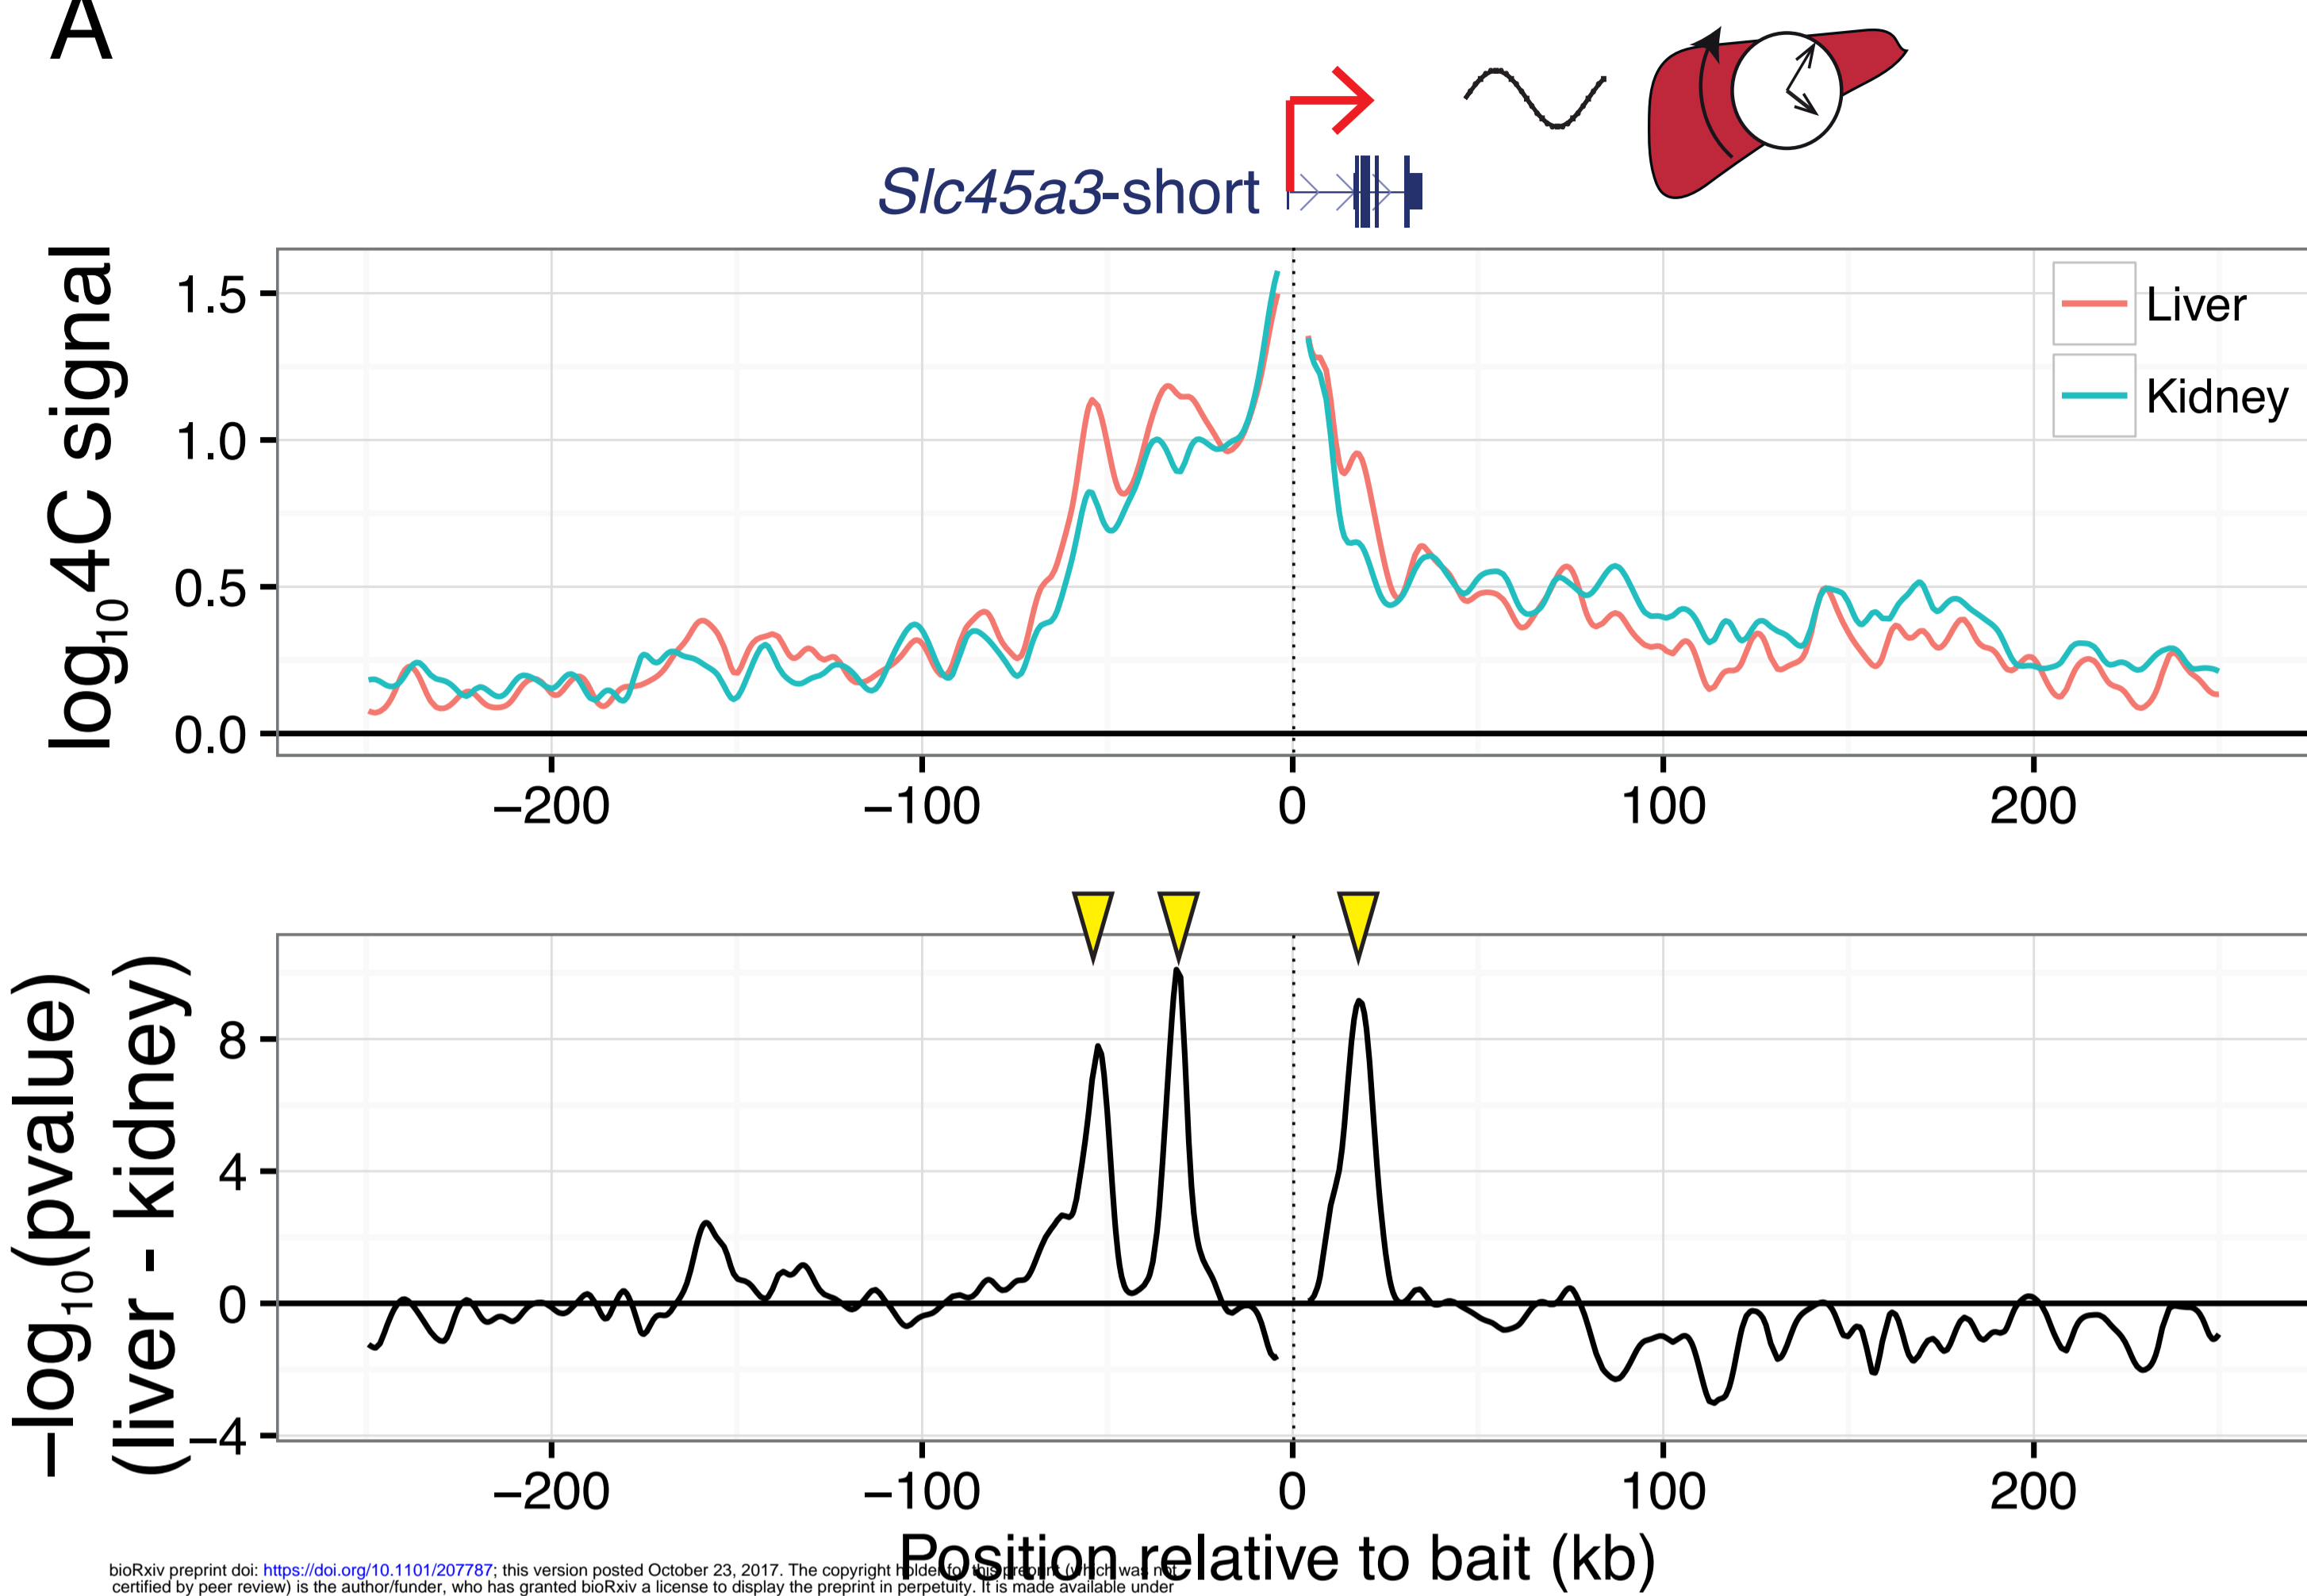 A
Slc45a3-short
log10 4C signal
1.5
1.0
0.5
0.0
Liver
Kidney
−200 −100 0 100 200
−log10(pvalue)
(liver - kidney)
8
4
0
−4
−200 −100 0 100 200
Position relative to bait (kb)
bioRxiv preprint doi: https://doi.org/10.1101/207787; this version posted October 23, 2017. The copyright holder for this preprint (which was not
certified by peer review) is the author/funder, who has granted bioRxiv a license to display the preprint in perpetuity. It is made available under